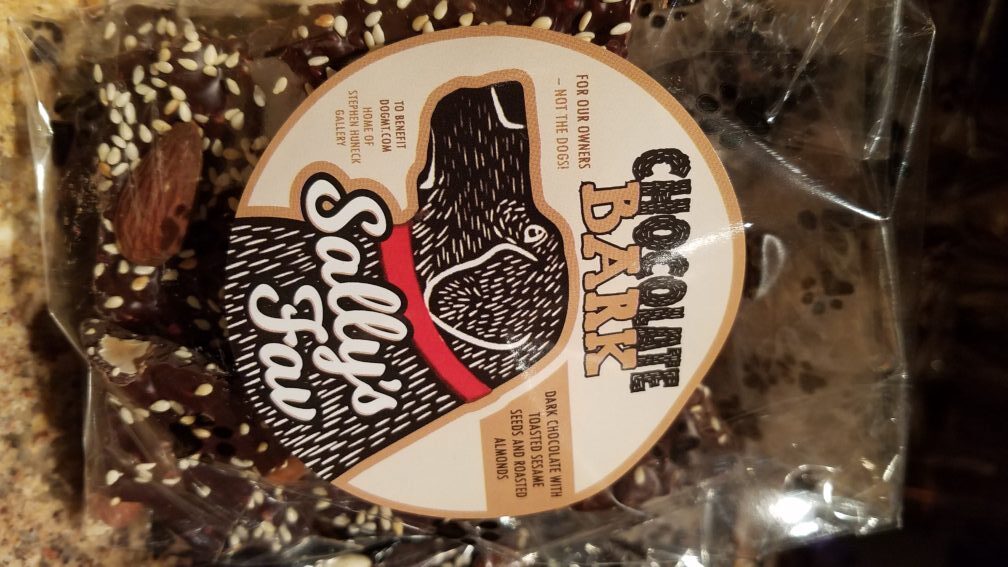 CHOCOLATE
BARK
FOR OUR OWNERS
- NOT THE DOGS!
DARK CHOCOLATE WITH
TOASTED SESAME
SEEDS AND ROASTED
ALMONDS
TO BENEFIT
DOGMT.COM
HOME OF
STEPHEN HUNECK
GALLERY
Sally's
Fav